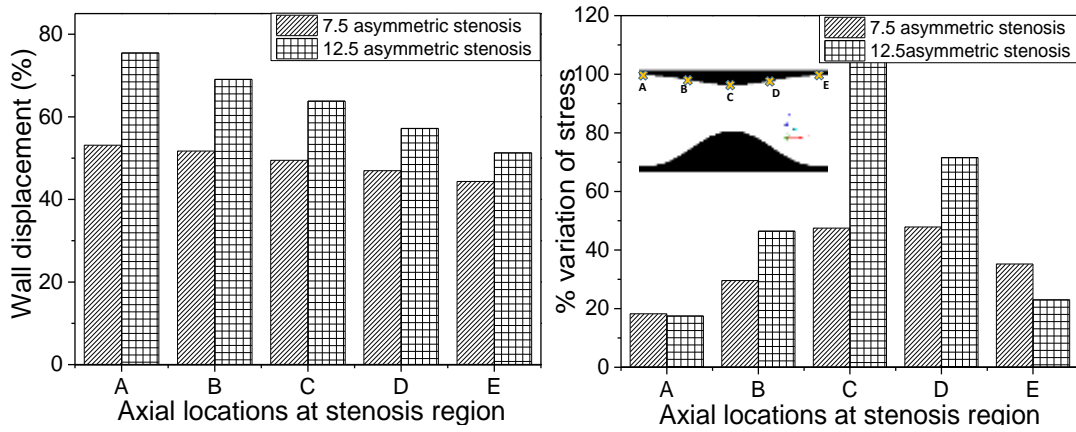 7.5 asymmetric stenosis
12.5 asymmetric stenosis
Wall displacement (%)
80
60
40
20
0
A B C D E
Axial locations at stenosis region
7.5 asymmetric stenosis
12.5asymmetric stenosis
% variation of stress
100
80
60
40
20
0
A B C D E
A B C D E
Axial locations at stenosis region